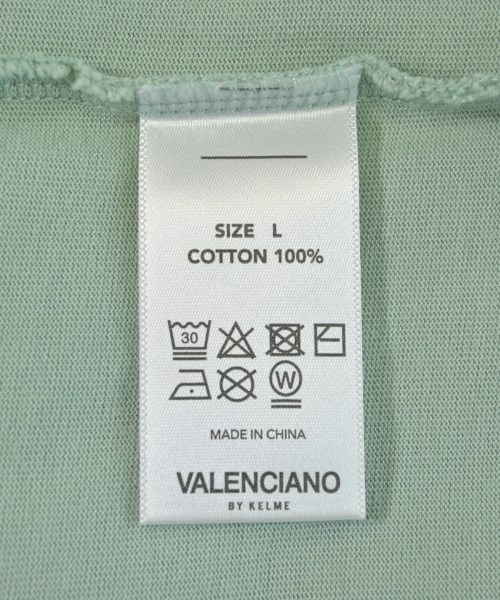 SIZE L
COTTON 100%
30
W
MADE IN CHINA
VALENCIANO
BY KELME